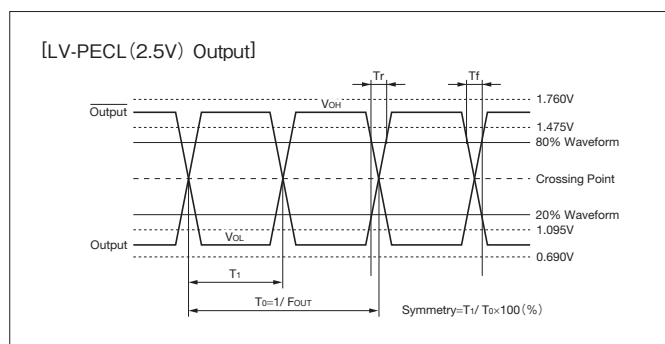 [LV-PECL(2.5V) Output]
Tr
Tf
1.760V
Output
VOH
1.475V
80% Waveform
Crossing Point
20% Waveform
1.095V
Output
VOL
0.690V
T1
T0=1/ FOUT
Symmetry=T1/ T0×100(%)